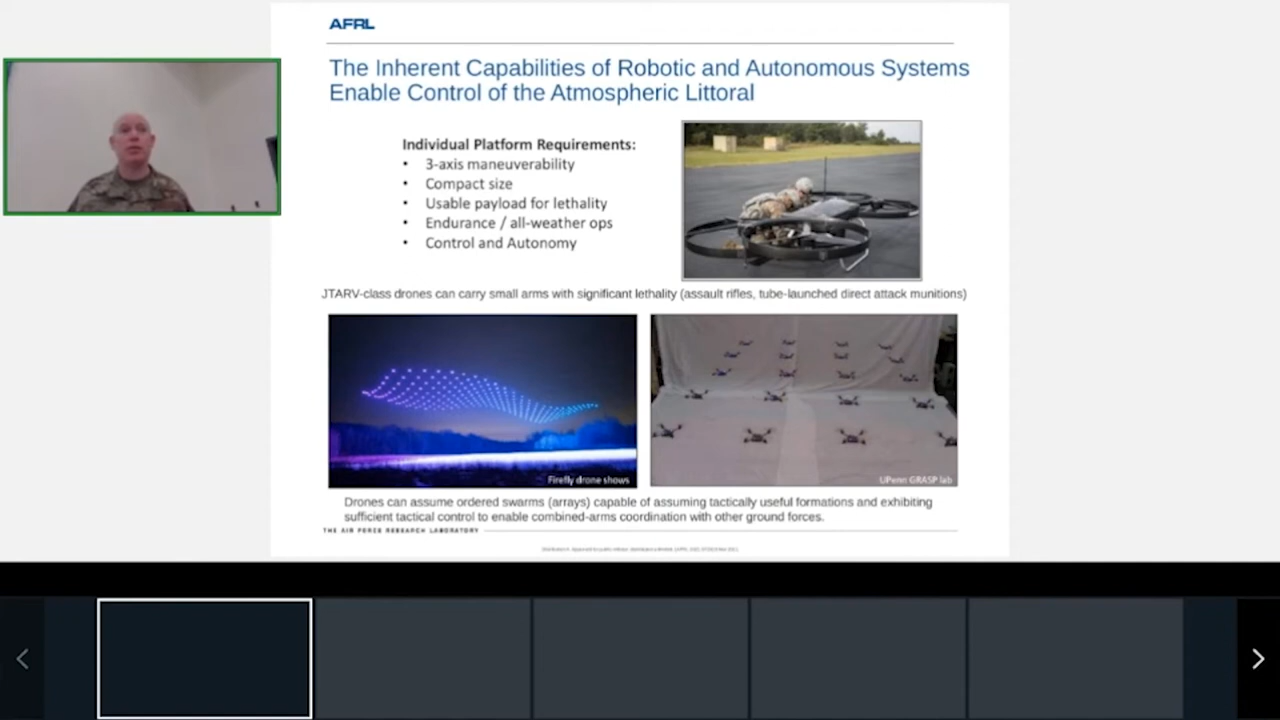 AFRL
The Inherent Capabilities of Robotic and Autonomous Systems
Enable Control of the Atmospheric Littoral
Individual Platform Requirements:
• 3-axis maneuverability
• Compact size
• Usable payload for lethality
• Endurance / all-weather ops
• Control and Autonomy
JTARV-class drones can carry small arms with significant lethality (assault rifles, tube-launched direct attack munitions)
Firefly drone shows
UPenn GRASP lab
Drones can assume ordered swarms (arrays) capable of assuming tactically useful formations and exhibiting
sufficient tactical control to enable combined-arms coordination with other ground forces.
THE AIR FORCE RESEARCH LABORATORY